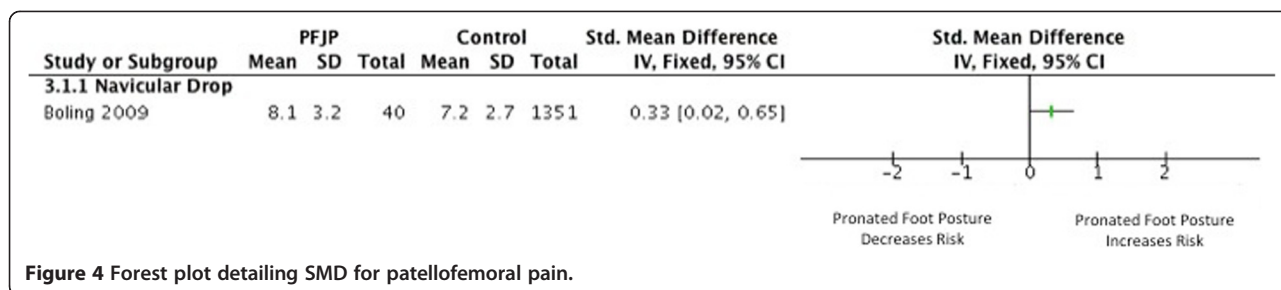 PFJP Control Std. Mean Difference Std. Mean Difference
Study or Subgroup Mean SD Total Mean SD Total IV, Fixed, 95% CI IV, Fixed, 95% CI
3.1.1 Navicular Drop
Boling 2009 8.1 3.2 40 7.2 2.7 1351 0.33 [0.02, 0.65]
-2 -1 0 1 2
Pronated Foot Posture Pronated Foot Posture
Decreases Risk Increases Risk
Figure 4 Forest plot detailing SMD for patellofemoral pain.